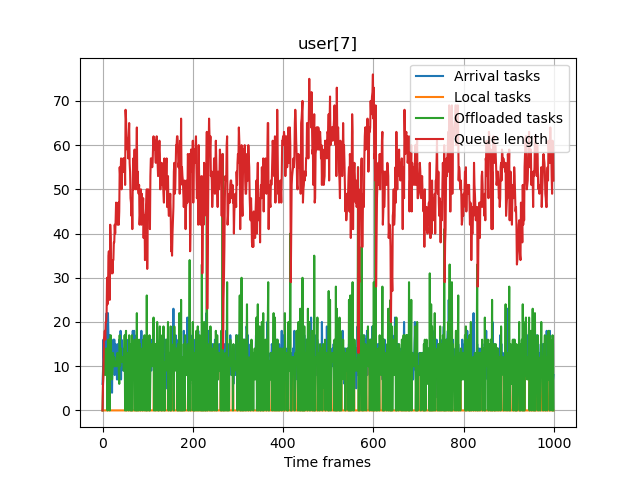 user[7]
Arrival tasks
Local tasks
Offloaded tasks
Queue length
70
60
50
40
30
20
10
0
0 200 400 600 800 1000
Time frames